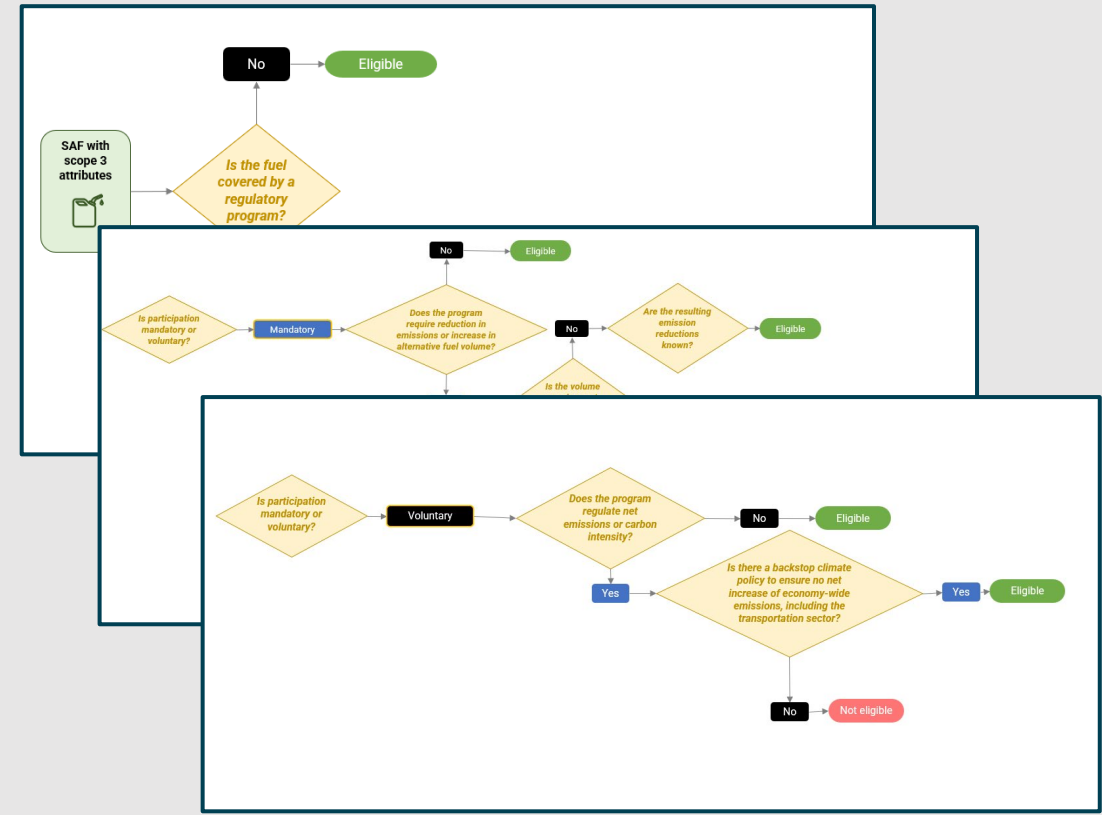 No
Eligible
SAF with
scope 3
attributes
Is the fuel
covered by a
regulatory
program?
No
Eligible
Is participation
mandatory or
voluntary?
Mandatory
Does the program
require reduction in
emissions or increase in
alternative fuel volume?
No
Are the resulting
emission
reductions
known?
Eligible
Is the volume
Is participation
mandatory or
voluntary?
Voluntary
Does the program
regulate net
emissions or carbon
intensity?
No
Eligible
Yes
Is there a backstop climate
policy to ensure no net
increase of economy-wide
emissions, including the
transportation sector?
Yes
Eligible
No
Not eligible